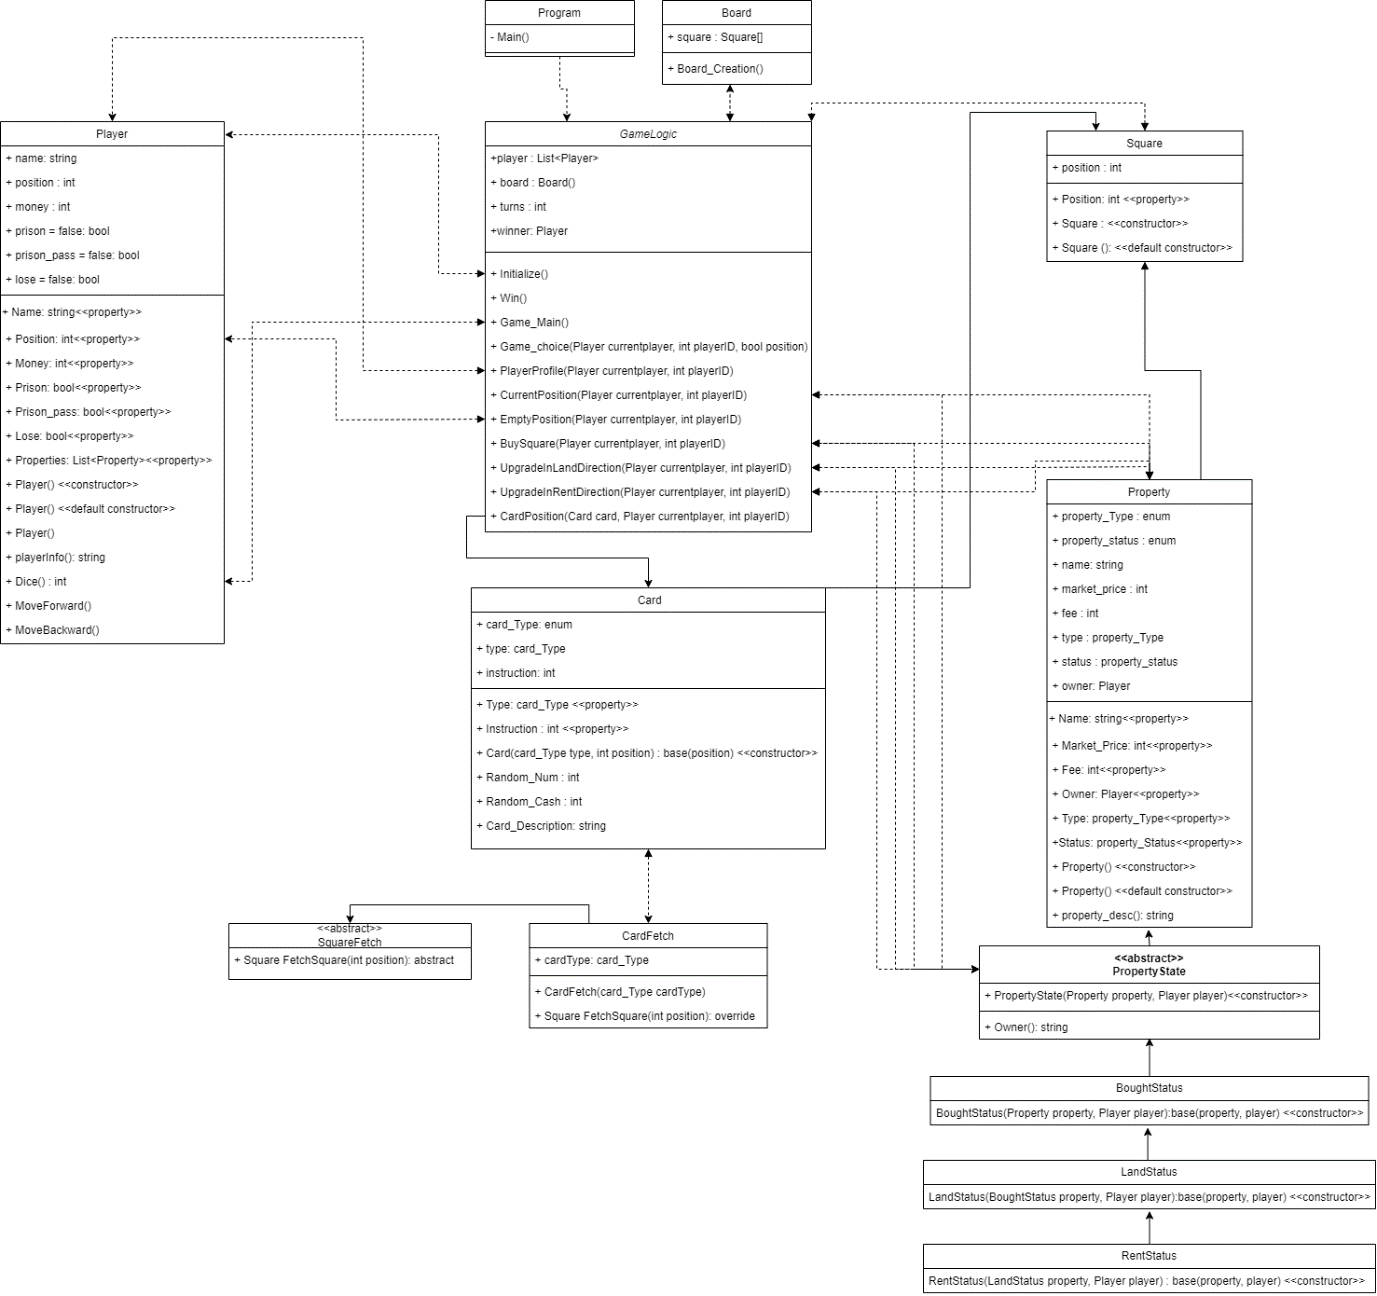 Program
- Main()
Board
+ square : Square[]
+ Board_Creation()
Player
+ name: string
+ position : int
+ money : int
+ prison = false: bool
+ prison_pass = false: bool
+ lose = false: bool
+ Name: string<<property>>
+ Position: int<<property>>
+ Money: int<<property>>
+ Prison: bool<<property>>
+ Prison_pass: bool<<property>>
+ Lose: bool<<property>>
+ Properties: List<Property><<property>>
+ Player() <<constructor>>
+ Player() <<default constructor>>
+ Player()
+ playerInfo(): string
+ Dice() : int
+ MoveForward()
+ MoveBackward()
GameLogic
+player : List<Player>
+ board : Board()
+ turns : int
+winner: Player
+ Initialize()
+ Win()
+ Game_Main()
+ Game_choice(Player currentplayer, int playerID, bool position)
+ PlayerProfile(Player currentplayer, int playerID)
+ CurrentPosition(Player currentplayer, int playerID)
+ EmptyPosition(Player currentplayer, int playerID)
+ BuySquare(Player currentplayer, int playerID)
+ UpgradeInLandDirection(Player currentplayer, int playerID)
+ UpgradeInRentDirection(Player currentplayer, int playerID)
+ CardPosition(Card card, Player currentplayer, int playerID)
Square
+ position : int
+ Position: int <<property>>
+ Square : <<constructor>>
+ Square (): <<default constructor>>
Property
+ property_Type : enum
+ property_status : enum
+ name: string
+ market_price : int
+ fee : int
+ type : property_Type
+ status : property_status
+ owner: Player
+ Name: string<<property>>
+ Market_Price: int<<property>>
+ Fee: int<<property>>
+ Owner: Player<<property>>
+ Type: property_Type<<property>>
+Status: property_Status<<property>>
+ Property() <<constructor>>
+ Property() <<default constructor>>
+ property_desc(): string
Card
+ card_Type: enum
+ type: card_Type
+ instruction: int
+ Type: card_Type <<property>>
+ Instruction : int <<property>>
+ Card(card_Type type, int position) : base(position) <<constructor>>
+ Random_Num : int
+ Random_Cash : int
+ Card_Description: string
<<abstract>>
SquareFetch
+ Square FetchSquare(int position): abstract
CardFetch
+ cardType: card_Type
+ CardFetch(card_Type cardType)
+ Square FetchSquare(int position): override
<<abstract>>
PropertyState
+ PropertyState(Property property, Player player)<<constructor>>
+ Owner(): string
BoughtStatus
BoughtStatus(Property property, Player player):base(property, player) <<constructor>>
LandStatus
LandStatus(BoughtStatus property, Player player):base(property, player) <<constructor>>
RentStatus
RentStatus(LandStatus property, Player player) : base(property, player) <<constructor>>